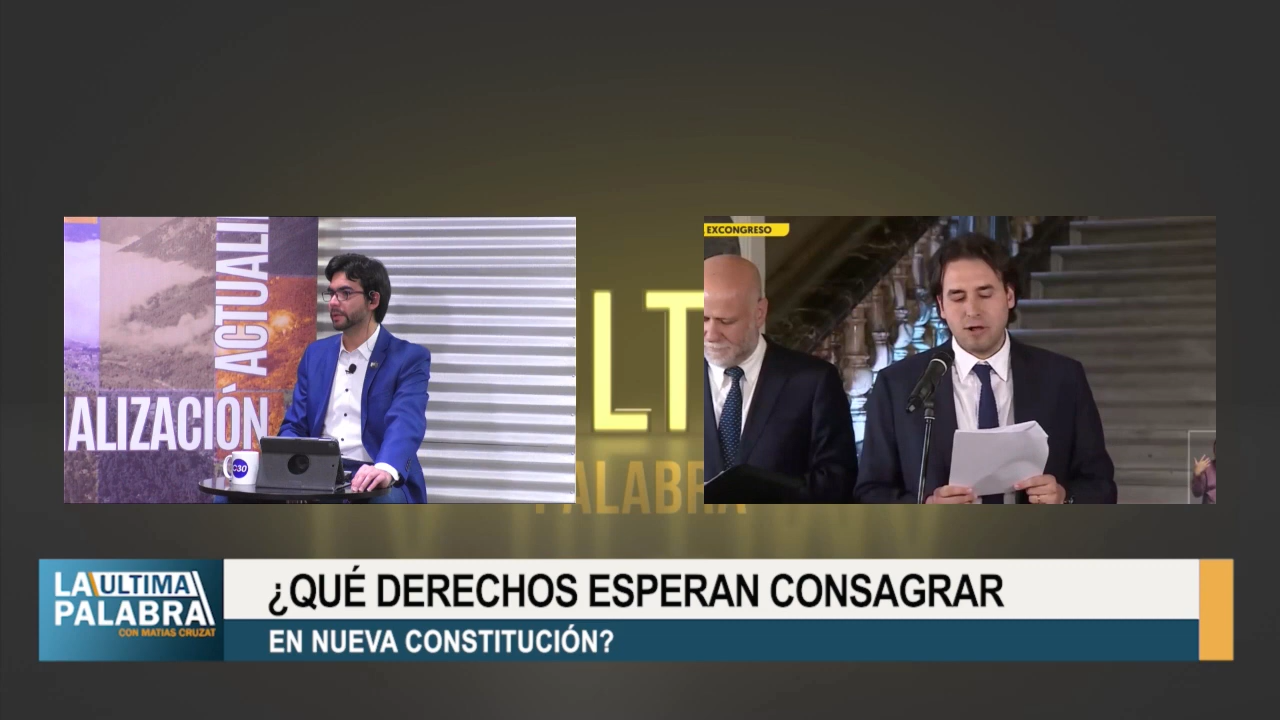 ACTUALI
ALIZACIÓN
C30
. EXCONGRESO
LT
PALABRA
LA ULTIMA
PALABRA
CON MATIAS CRUZAT
¿QUÉ DERECHOS ESPERAN CONSAGRAR
EN NUEVA CONSTITUCIÓN?